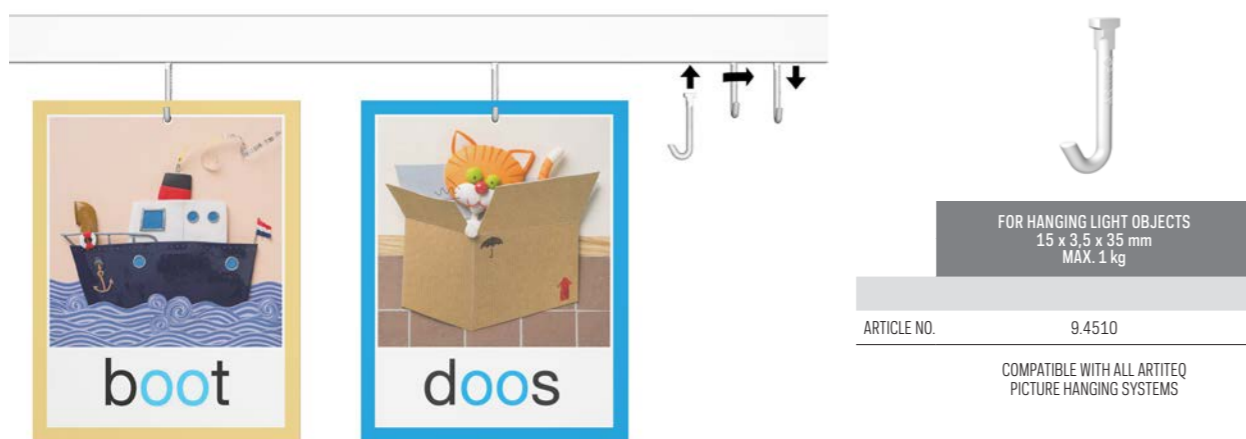 boot
doos
FOR HANGING LIGHT OBJECTS
15 x 3,5 x 35 mm
MAX. 1 kg
ARTICLE NO. 9.4510
COMPATIBLE WITH ALL ARTITEQ
PICTURE HANGING SYSTEMS